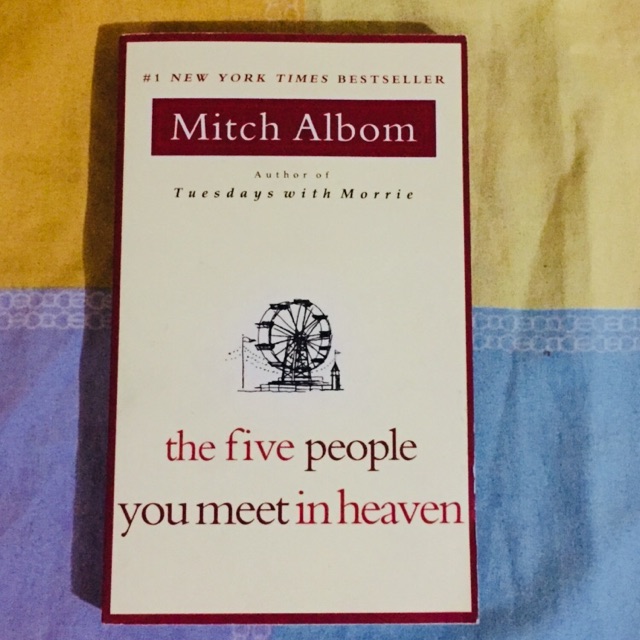 #1 NEW YORK TIMES BESTSELLER
Mitch Albom
Author of
Tuesdays with Morrie
the five people
you meet in heaven